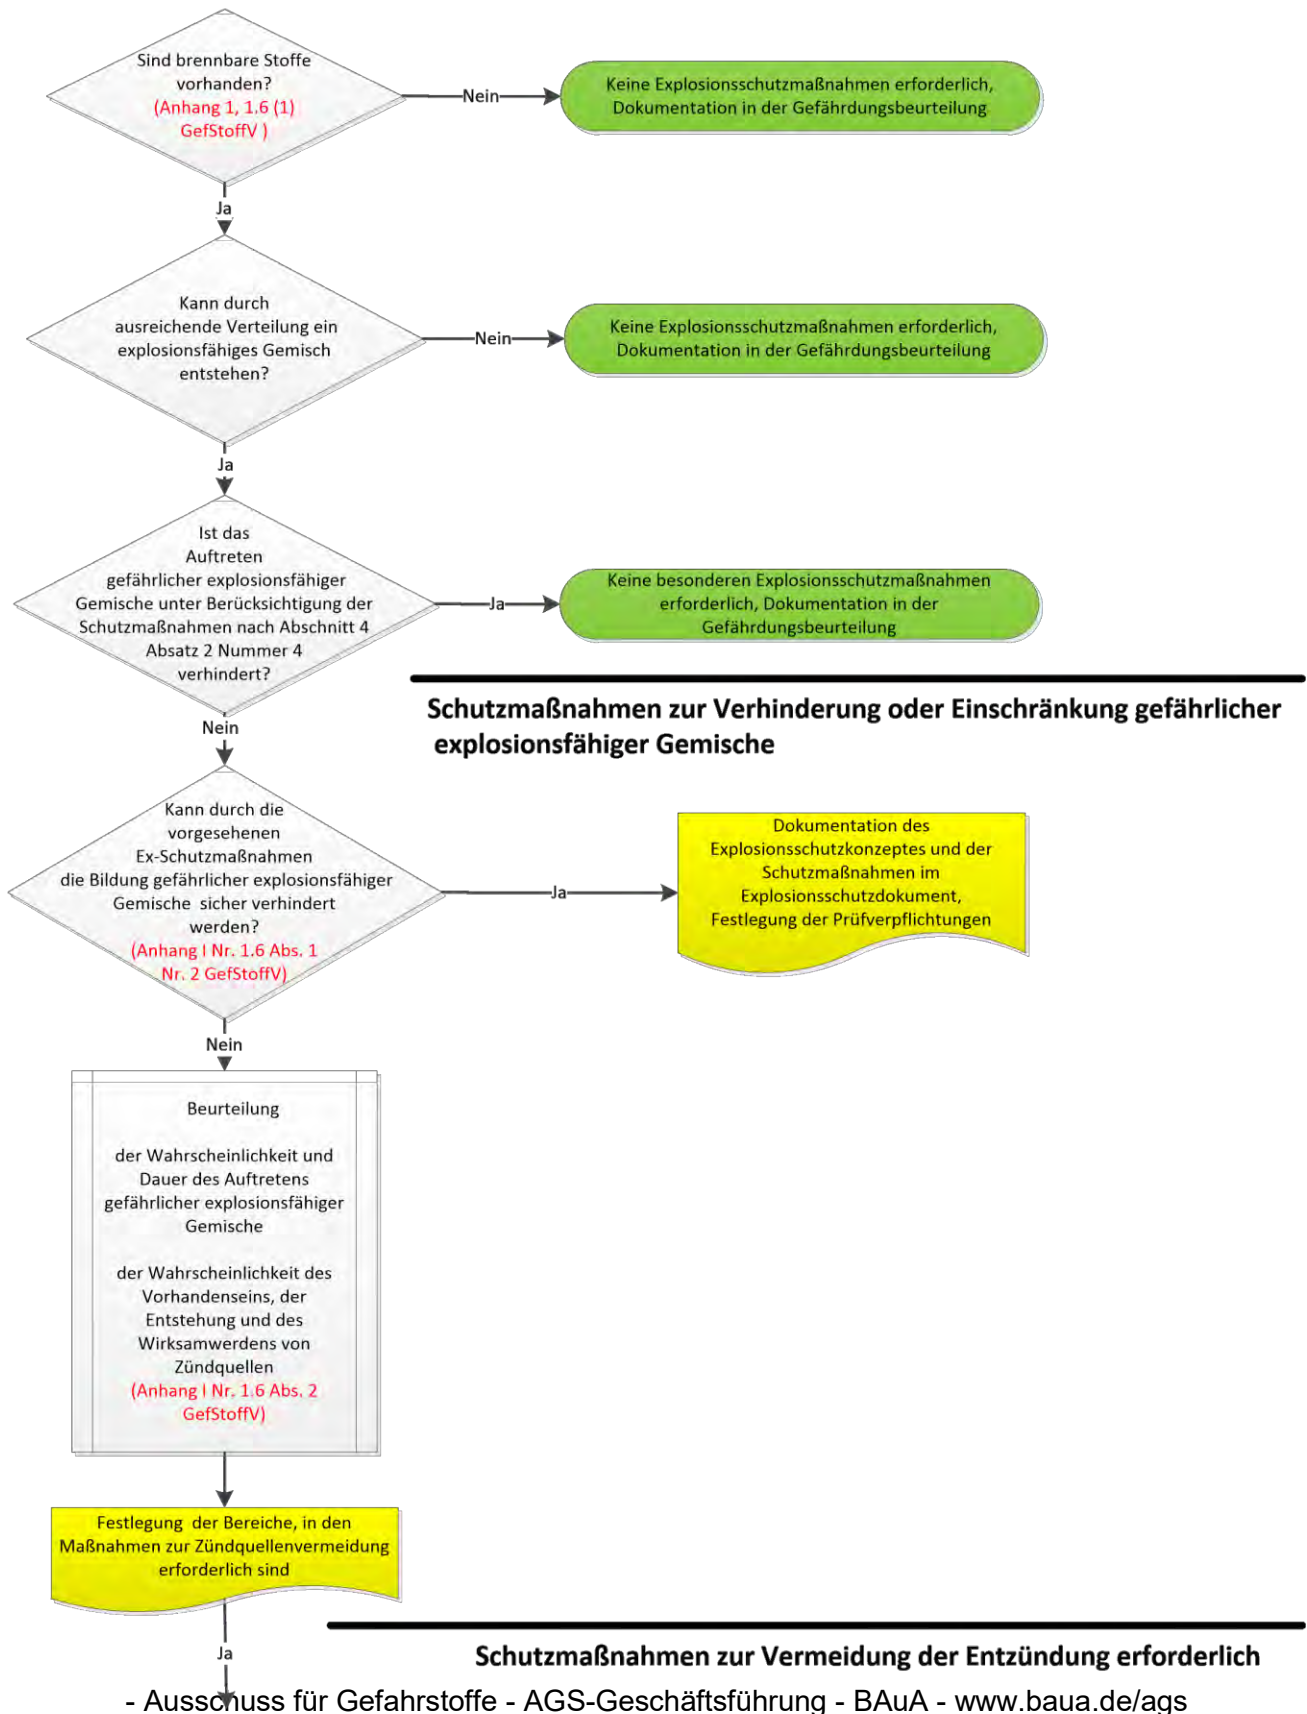 Sind brennbare Stoffe
vorhanden?
(Anhang 1, 1.6 (1)
GefStoffV )
Nein
Keine Explosionsschutzmaßnahmen erforderlich,
Dokumentation in der Gefährdungsbeurteilung
Ja
Kann durch
ausreichende Verteilung ein
explosionsfähiges Gemisch
entstehen?
Nein
Keine Explosionsschutzmaßnahmen erforderlich,
Dokumentation in der Gefährdungsbeurteilung
Ja
Ist das
Auftreten
gefährlicher explosionsfähiger
Gemische unter Berücksichtigung der
Schutzmaßnahmen nach Abschnitt 4
Absatz 2 Nummer 4
verhindert?
Ja
Keine besonderen Explosionsschutzmaßnahmen
erforderlich, Dokumentation in der
Gefährdungsbeurteilung
Schutzmaßnahmen zur Verhinderung oder Einschränkung gefährlicher
explosionsfähiger Gemische
Nein
Kann durch die
vorgesehenen
Ex-Schutzmaßnahmen
die Bildung gefährlicher explosionsfähiger
Gemische sicher verhindert
werden?
(Anhang I Nr. 1.6 Abs. 1
Nr. 2 GefStoffV)
Ja
Dokumentation des
Explosionsschutzkonzeptes und der
Schutzmaßnahmen im
Explosionsschutzdokument,
Festlegung der Prüfverpflichtungen
Nein
Beurteilung
der Wahrscheinlichkeit und
Dauer des Auftretens
gefährlicher explosionsfähiger
Gemische
der Wahrscheinlichkeit des
Vorhandenseins, der
Entstehung und des
Wirksamwerdens von
Zündquellen
(Anhang I Nr. 1.6 Abs. 2
GefStoffV)
Festlegung der Bereiche, in den
Maßnahmen zur Zündquellenvermeidung
erforderlich sind
Ja
Schutzmaßnahmen zur Vermeidung der Entzündung erforderlich
- Ausschuss für Gefahrstoffe - AGS-Geschäftsführung - BAuA - www.baua.de/ags